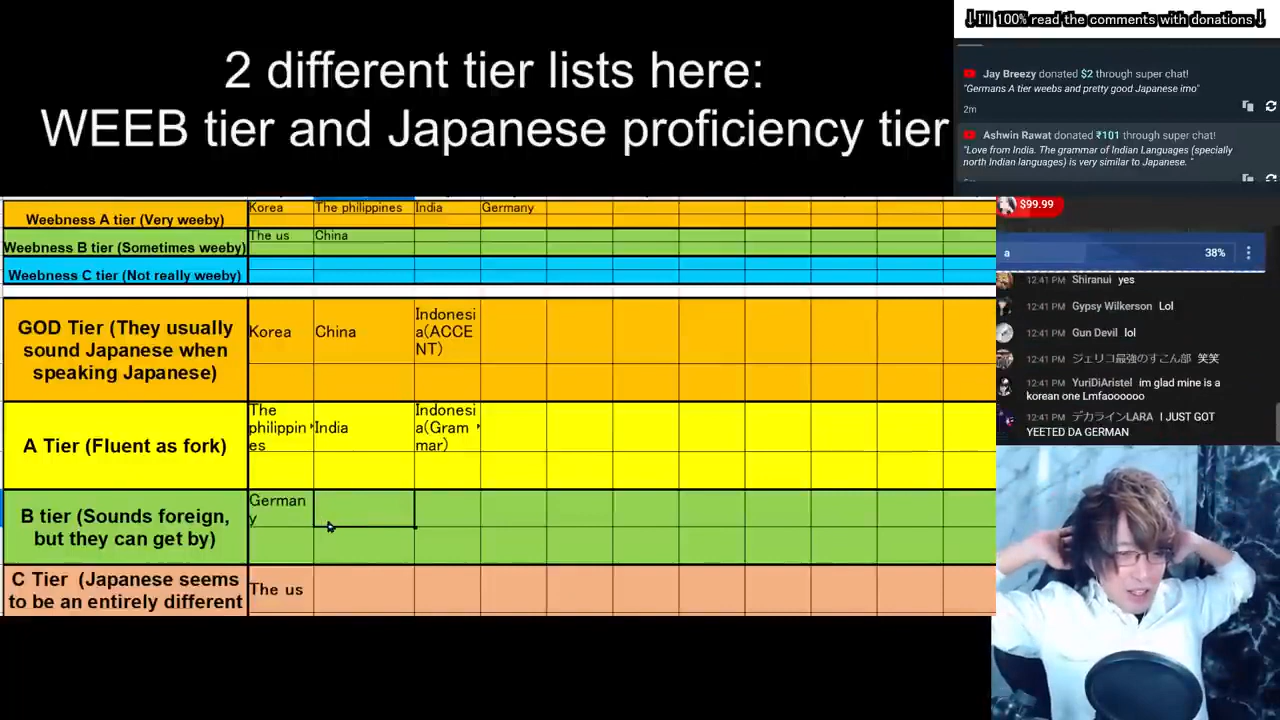 2 different tier lists here:
WEEB tier and Japanese proficiency tier
↓I'll 100% read the comments with donations↓
Jay Breezy donated $2 through super chat!
"Germans A tier weebs and pretty good Japanese imo"
2m
Ashwin Rawat donated ₹101 through super chat!
"Love from India. The grammar of Indian Languages (specially
north Indian languages) is very similar to Japanese. "
$99.99
a
38%
12:41 PM Shiranui yes
12:41 PM Gypsy Wilkerson Lol
12:41 PM Gun Devil lol
12:41 PM ジェリコ最強のすこん部 笑笑
12:41 PM YuriDiAristel im glad mine is a
korean one Lmfaoooooo
12:41 PM デカラインLARA I JUST GOT
YEETED DA GERMAN
Weebness A tier (Very weeby)
Korea
The philippines
India
Germany
Weebness B tier (Sometimes weeby)
The us
China
Weebness C tier (Not really weeby)
GOD Tier (They usually
sound Japanese when
speaking Japanese)
Korea
China
Indonesi
a(ACCE
NT)
A Tier (Fluent as fork)
The
philippin
es
India
Indonesi
a(Gram
mar)
B tier (Sounds foreign,
but they can get by)
German
y
C Tier (Japanese seems
to be an entirely different
The us